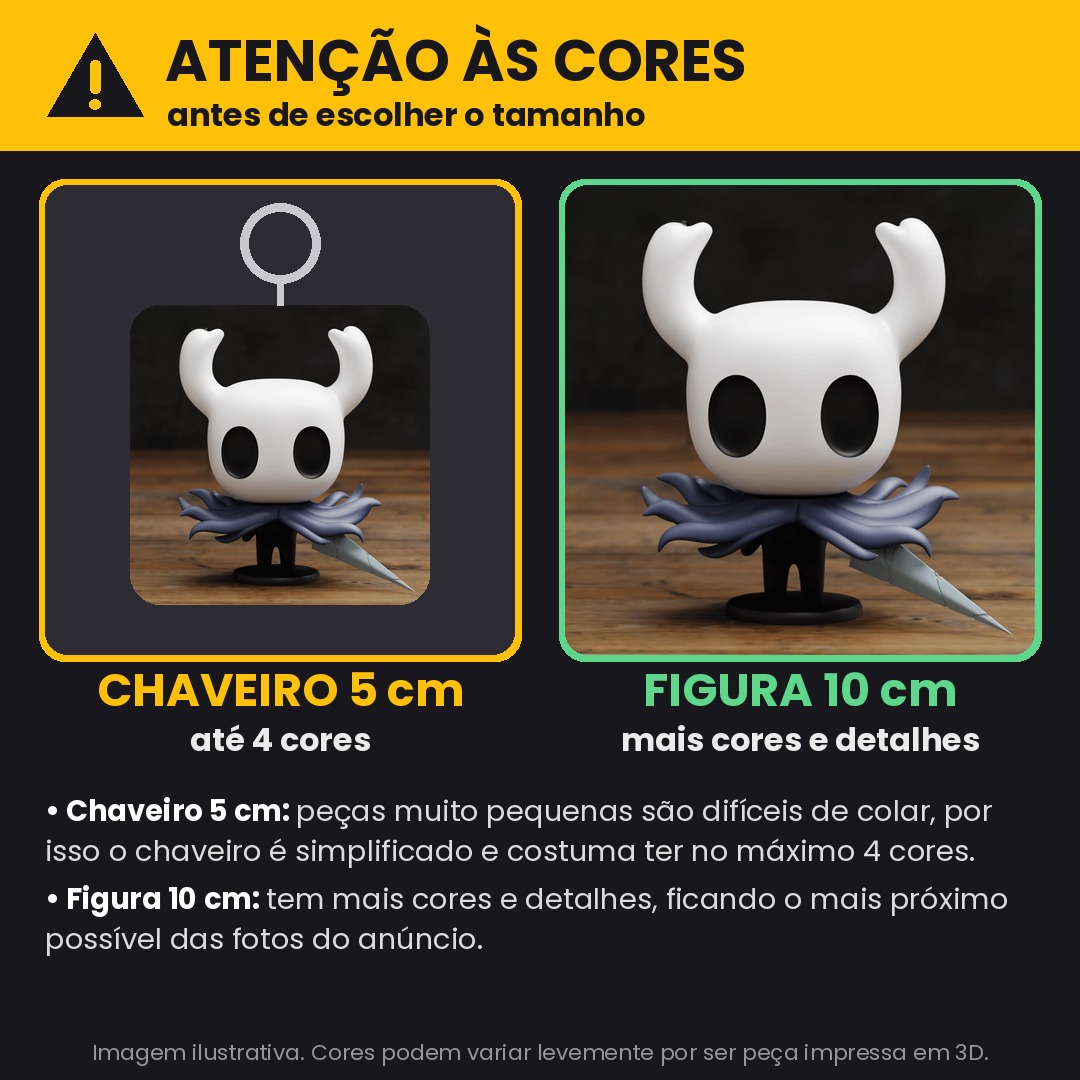 ATENÇÃO ÀS CORES
antes de escolher o tamanho
CHAVEIRO 5 cm
até 4 cores
FIGURA 10 cm
mais cores e detalhes
• Chaveiro 5 cm: peças muito pequenas são difíceis de colar, por
isso o chaveiro é simplificado e costuma ter no máximo 4 cores.
• Figura 10 cm: tem mais cores e detalhes, ficando o mais próximo
possível das fotos do anúncio.
Imagem ilustrativa. Cores podem variar levemente por ser peça impressa em 3D.